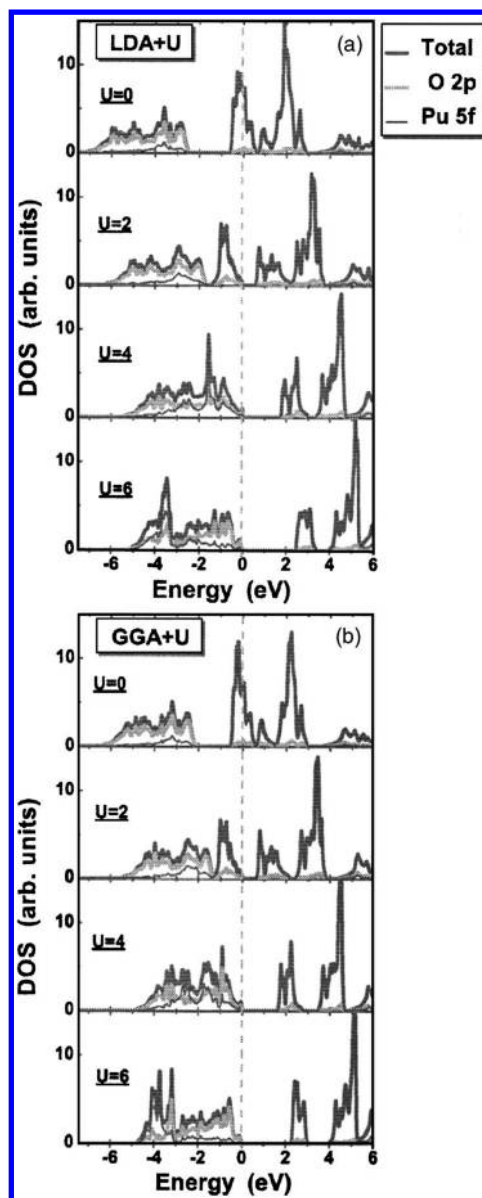 LDA+U
(a)
Total
O 2p
Pu 5f
U=0
10
0
U=2
10
0
U=4
10
0
U=6
10
0
DOS (arb. units)
-6 -4 -2 0 2 4 6
Energy (eV)
GGA+U
(b)
U=0
10
0
U=2
10
0
U=4
10
0
U=6
10
0
DOS (arb. units)
-6 -4 -2 0 2 4 6
Energy (eV)